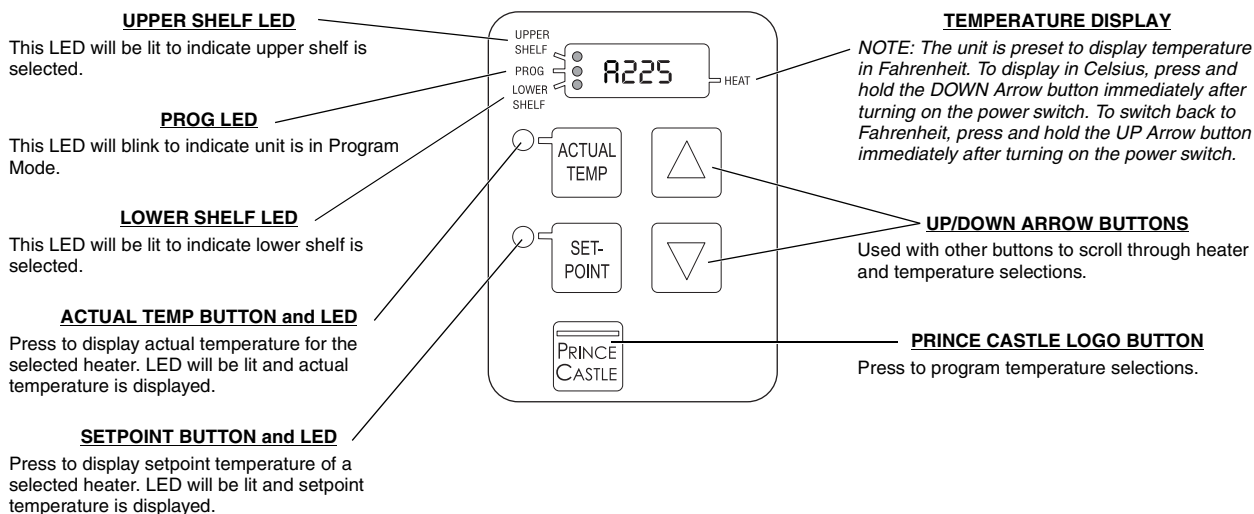 UPPER SHELF LED
This LED will be lit to indicate upper shelf is
selected.
PROG LED
This LED will blink to indicate unit is in Program
Mode.
LOWER SHELF LED
This LED will be lit to indicate lower shelf is
selected.
ACTUAL TEMP BUTTON and LED
Press to display actual temperature for the
selected heater. LED will be lit and actual
temperature is displayed.
SETPOINT BUTTON and LED
Press to display setpoint temperature of a
selected heater. LED will be lit and setpoint
temperature is displayed.
UPPER
SHELF
PROG
LOWER
SHELF
A225
HEAT
ACTUAL
TEMP
SET-
POINT
PRINCE
CASTLE
TEMPERATURE DISPLAY
NOTE: The unit is preset to display temperature
in Fahrenheit. To display in Celsius, press and
hold the DOWN Arrow button immediately after
turning on the power switch. To switch back to
Fahrenheit, press and hold the UP Arrow button
immediately after turning on the power switch.
UP/DOWN ARROW BUTTONS
Used with other buttons to scroll through heater
and temperature selections.
PRINCE CASTLE LOGO BUTTON
Press to program temperature selections.